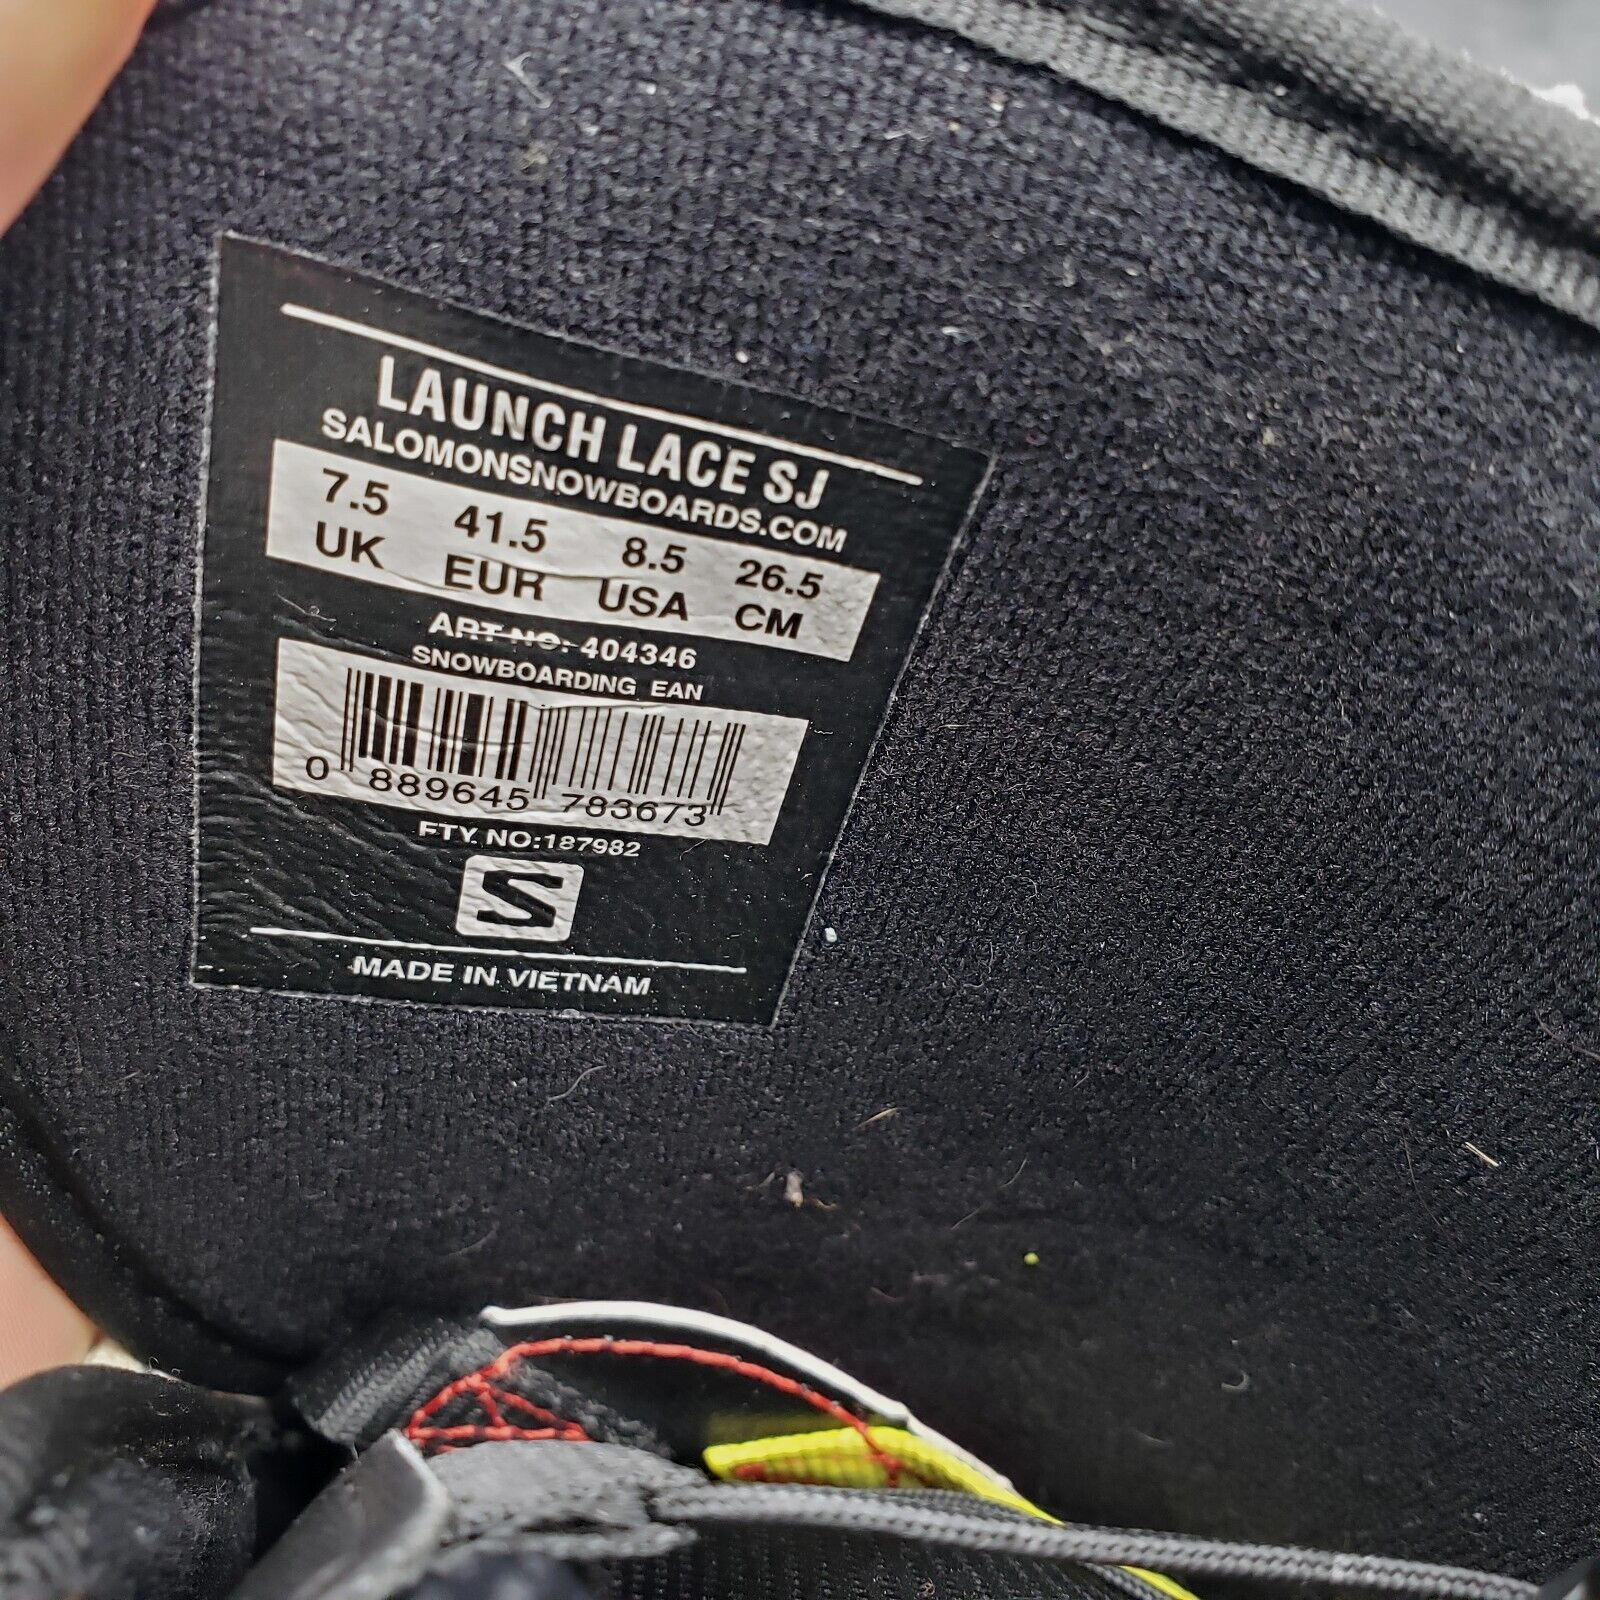 LAUNCH LACE SJ
SALOMONSNOWBOARDS.COM
7.5 41.5 8.5 26.5
UK EUR USA CM
ART NO: 404346
SNOWBOARDING EAN
0 889645 783673
FTY NO:187982
S
MADE IN VIETNAM